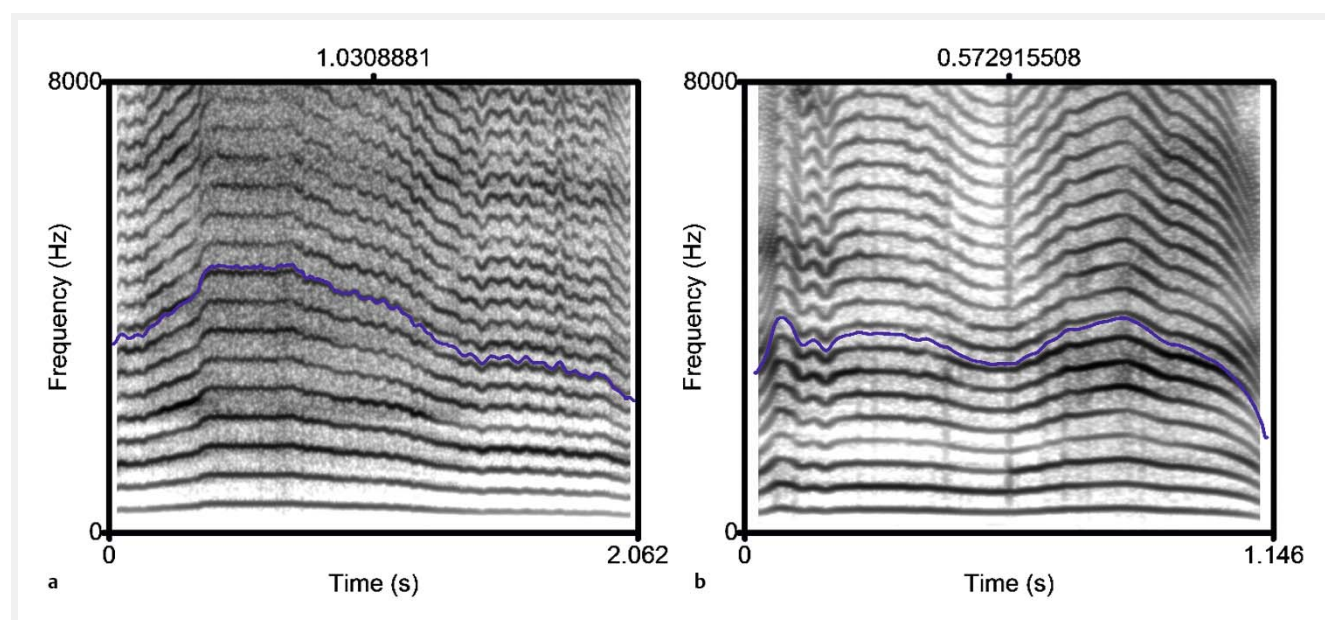 1.0308881
8000
Frequency (Hz)
0
0
2.062
Time (s)
a
0.572915508
8000
Frequency (Hz)
0
0
1.146
Time (s)
b